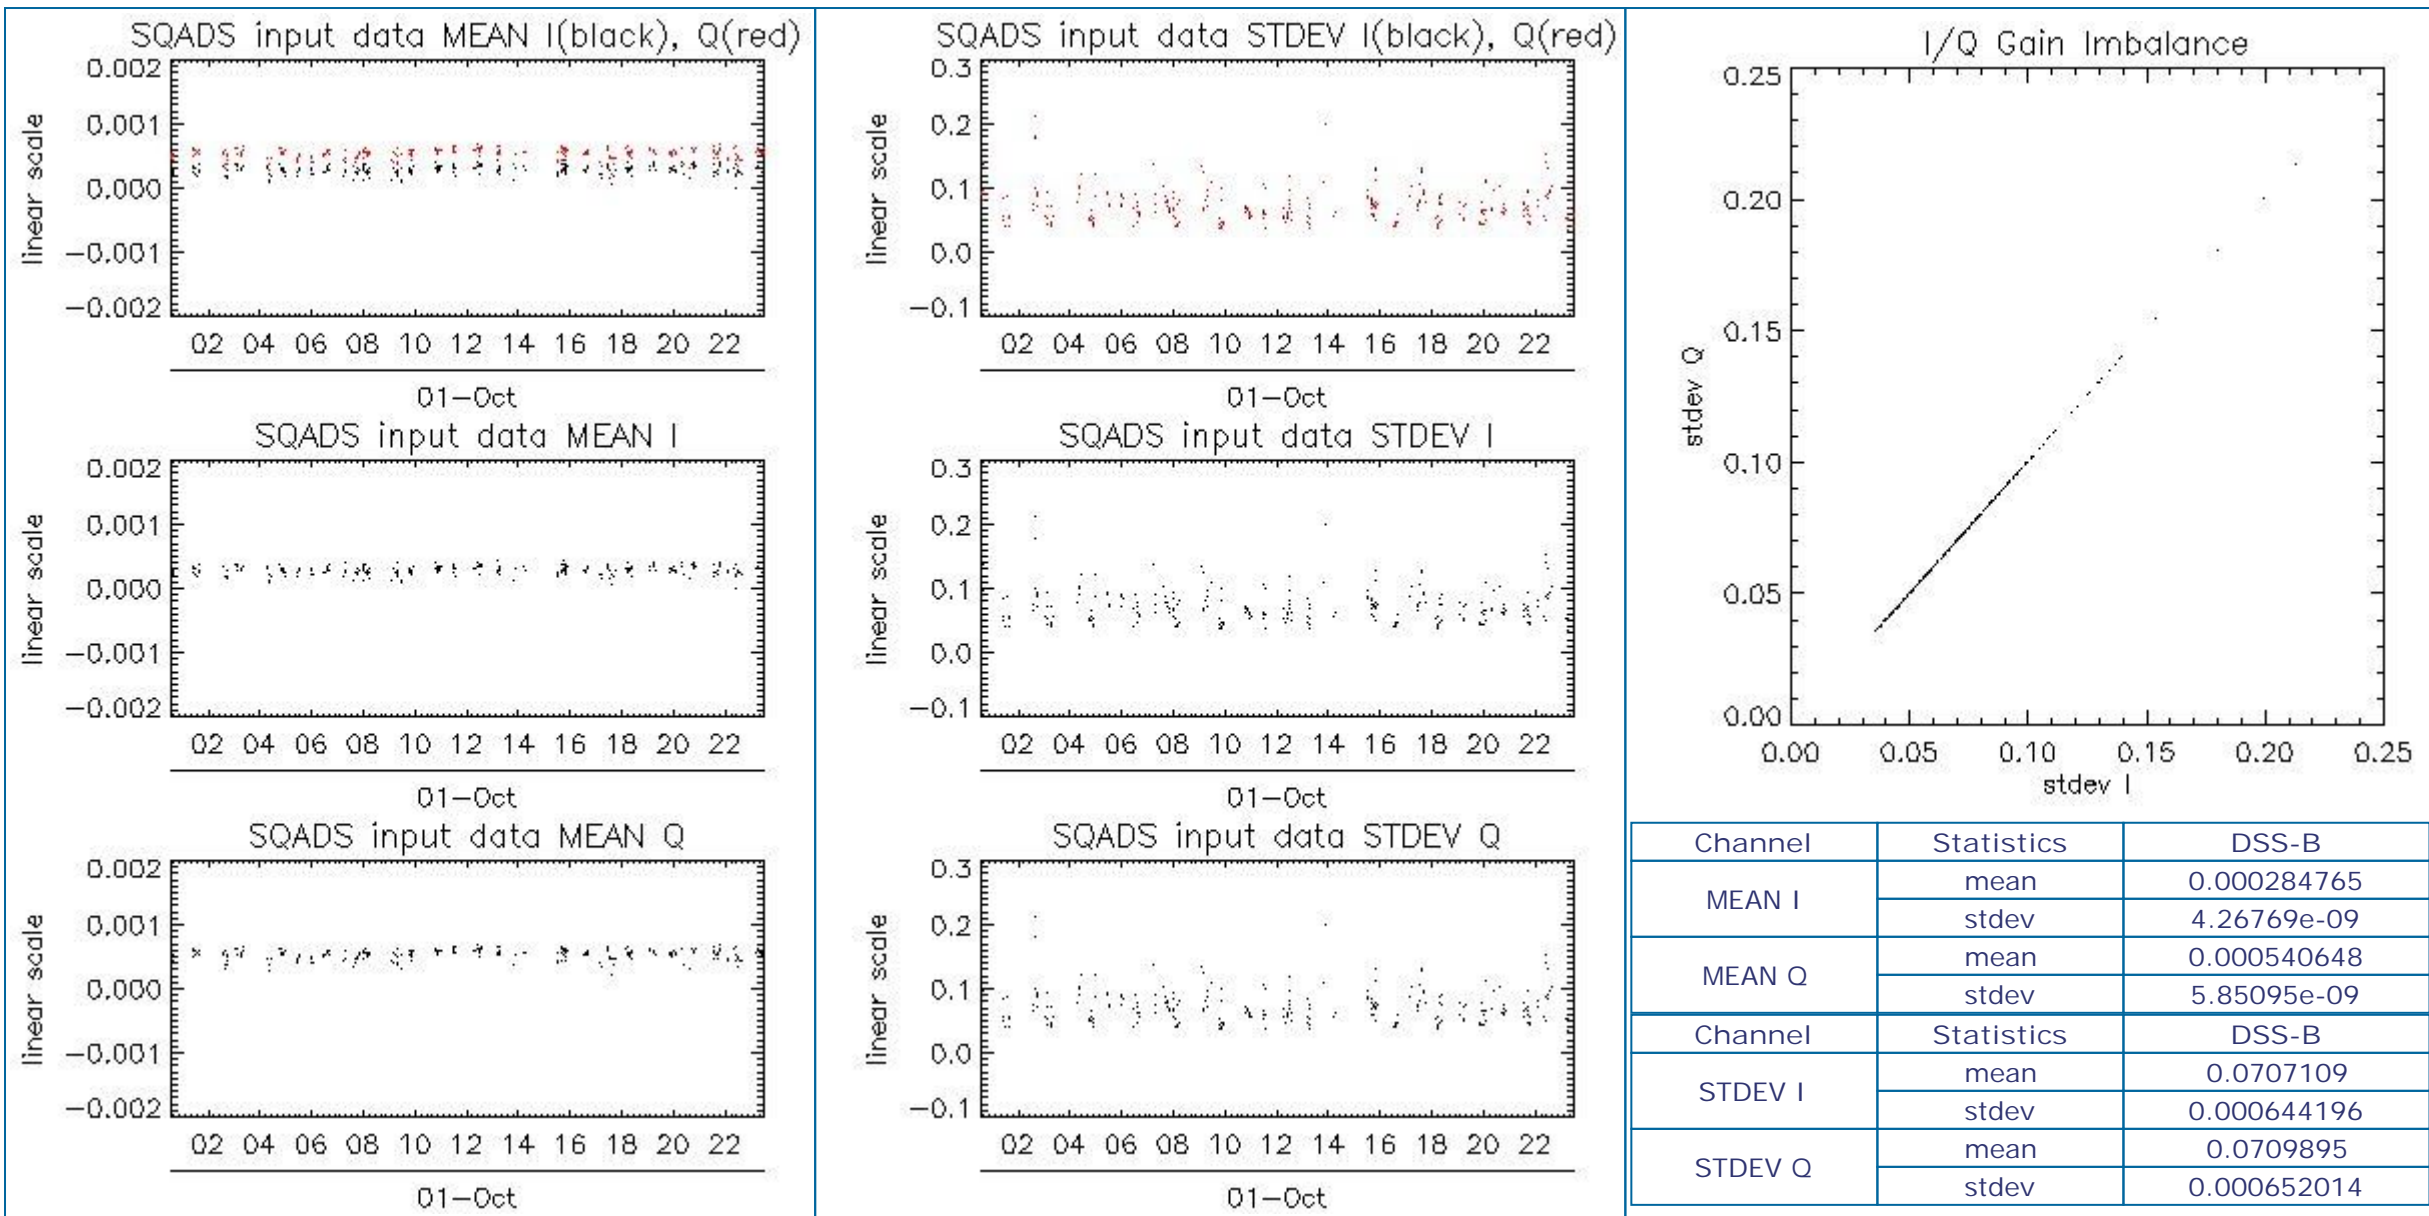 SQADS input data MEAN I(black), Q(red)
0.002
0.001
0.000
-0.001
-0.002
linear scale
02 04 06 08 10 12 14 16 18 20 22
01-Oct
SQADS input data MEAN I
0.002
0.001
0.000
-0.001
-0.002
linear scale
02 04 06 08 10 12 14 16 18 20 22
01-Oct
SQADS input data MEAN Q
0.002
0.001
0.000
-0.001
-0.002
linear scale
02 04 06 08 10 12 14 16 18 20 22
01-Oct
SQADS input data STDEV I(black), Q(red)
0.3
0.2
0.1
0.0
-0.1
linear scale
02 04 06 08 10 12 14 16 18 20 22
01-Oct
SQADS input data STDEV I
0.3
0.2
0.1
0.0
-0.1
linear scale
02 04 06 08 10 12 14 16 18 20 22
01-Oct
SQADS input data STDEV Q
0.3
0.2
0.1
0.0
-0.1
linear scale
02 04 06 08 10 12 14 16 18 20 22
01-Oct
I/Q Gain Imbalance
0.25
0.20
0.15
0.10
0.05
0.00
stdev Q
0.00 0.05 0.10 0.15 0.20 0.25
stdev I
Channel Statistics DSS-B
MEAN I mean 0.000284765
stdev 4.26769e-09
MEAN Q mean 0.000540648
stdev 5.85095e-09
Channel Statistics DSS-B
STDEV I mean 0.0707109
stdev 0.000644196
STDEV Q mean 0.0709895
stdev 0.000652014